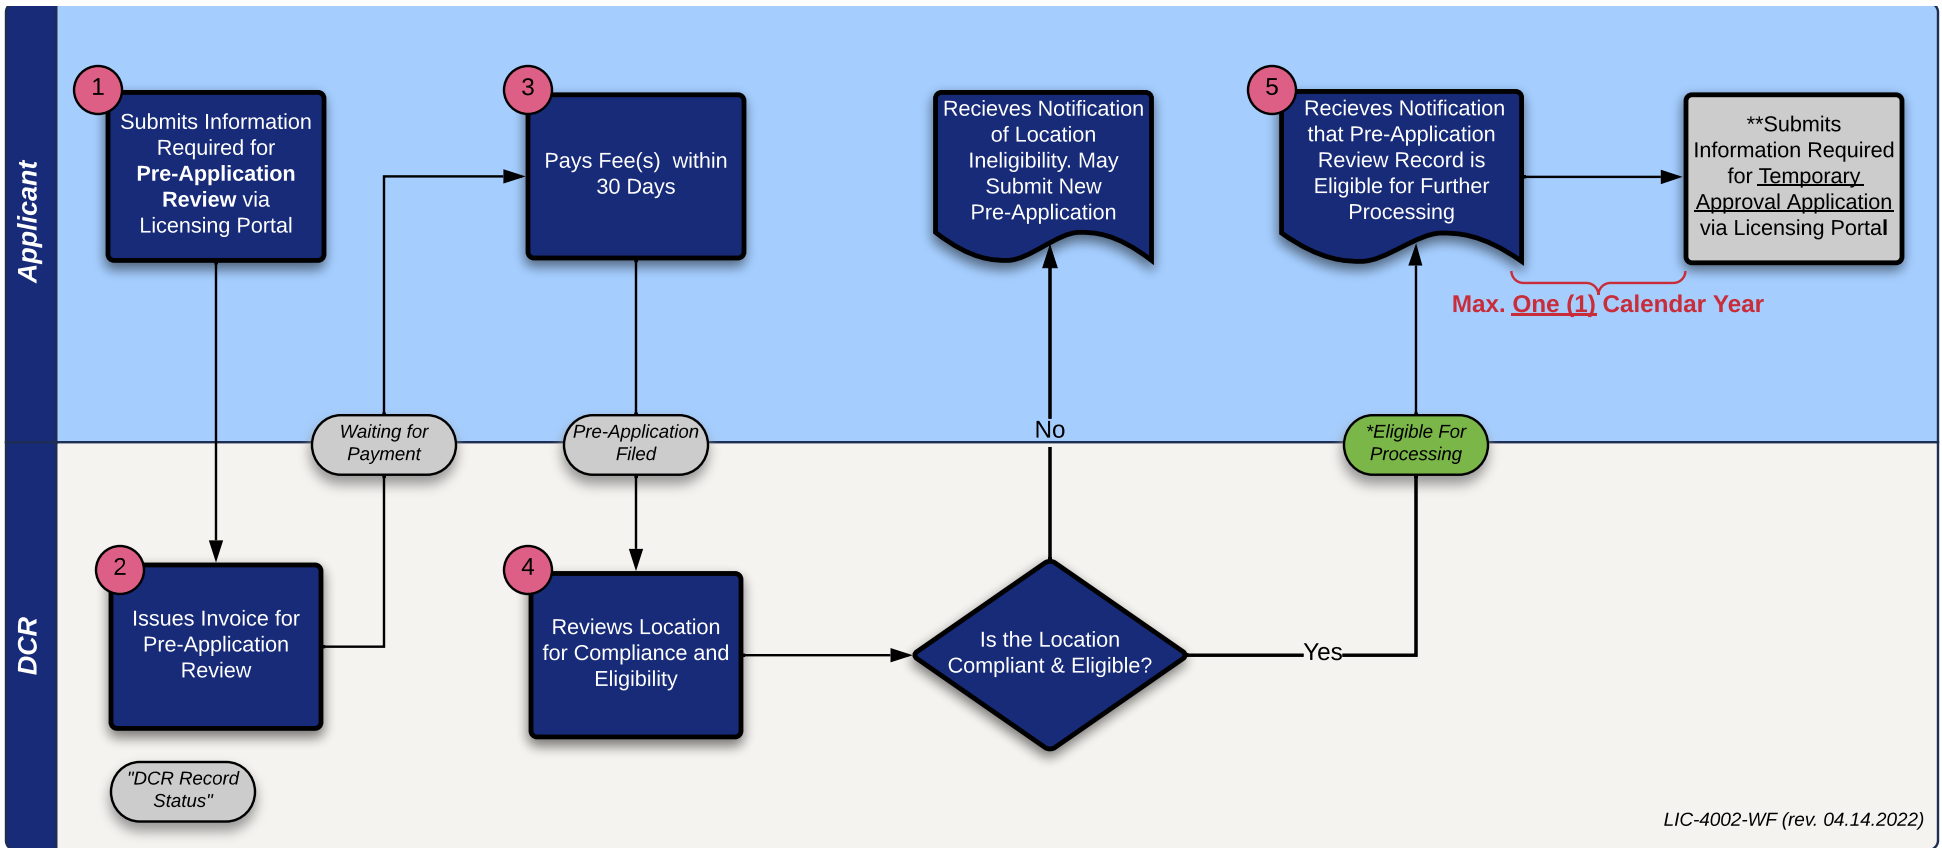 Applicant
1
Submits Information
Required for
Pre-Application
Review via
Licensing Portal
3
Pays Fee(s)  within
30 Days
Recieves Notification
of Location
Ineligibility. May
Submit New
Pre-Application
5
Recieves Notification
that Pre-Application
Review Record is
Eligible for Further
Processing
**Submits
Information Required
for Temporary
Approval Application
via Licensing Portal
Max. One (1) Calendar Year
Waiting for
Payment
Pre-Application
Filed
No
*Eligible For
Processing
DCR
2
Issues Invoice for
Pre-Application
Review
4
Reviews Location
for Compliance and
Eligibility
Is the Location
Compliant & Eligible?
Yes
"DCR Record
Status"
LIC-4002-WF (rev. 04.14.2022)